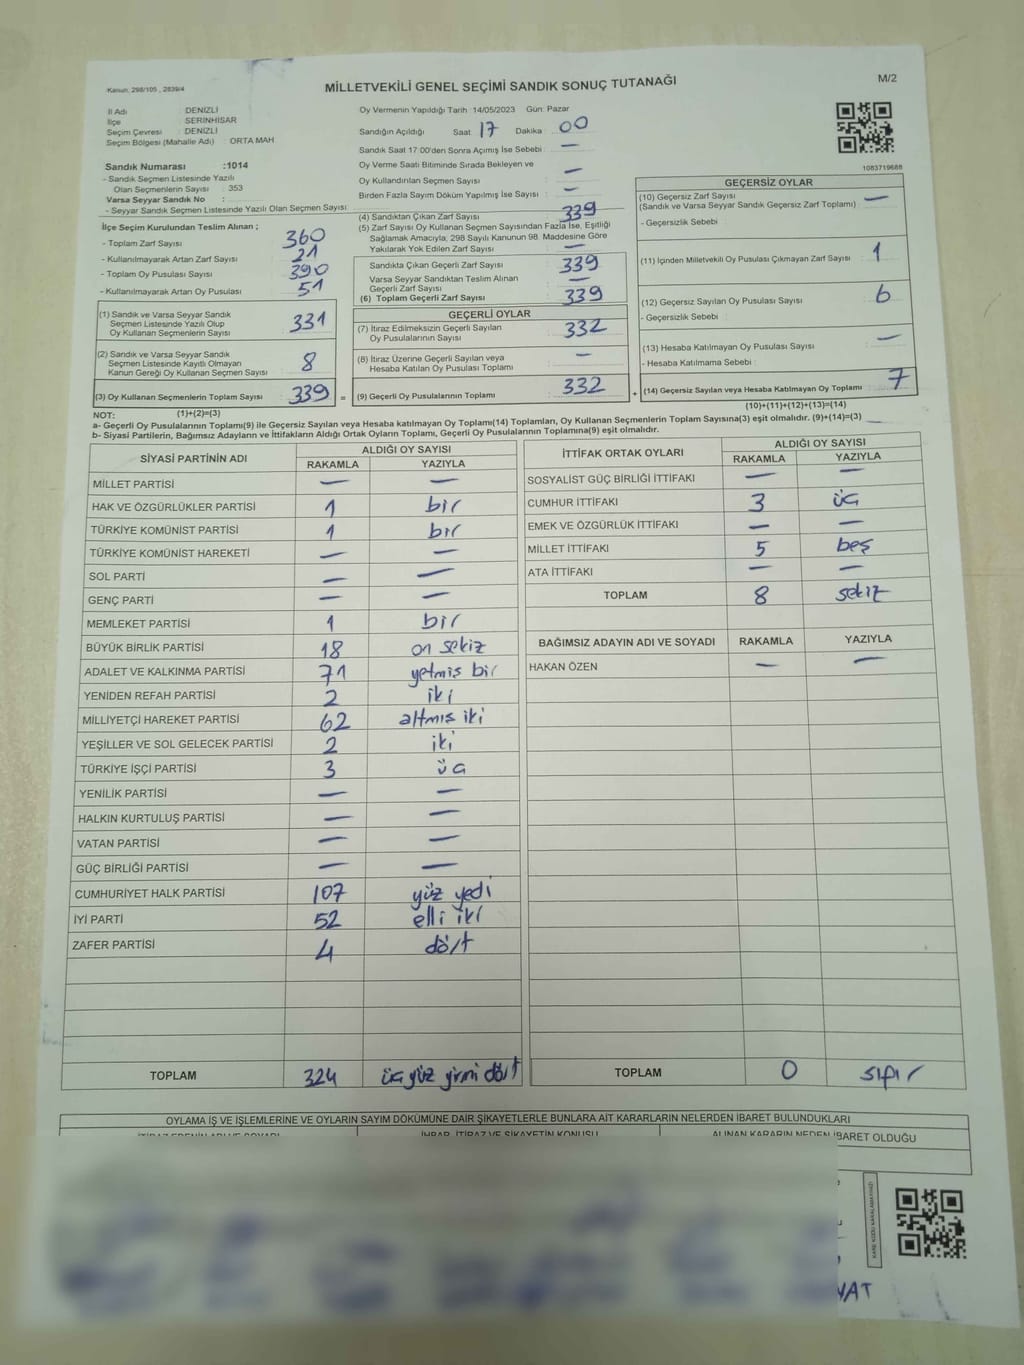 Kanun, 298/105 , 2839/4
MİLLETVEKİLİ GENEL SEÇİMİ SANDIK SONUÇ TUTANAĞI
M/2
İl Adı DENİZLİ
İlçe SERİNHİSAR
Seçim Çevresi : DENİZLİ
Seçim Bölgesi (Mahalle Adı) : ORTA MAH
Sandık Numarası :1014
- Sandık Seçmen Listesinde Yazılı
Olan Seçmenlerin Sayısı : 353
Varsa Seyyar Sandık No :
- Seyyar Sandık Seçmen Listesinde Yazılı Olan Seçmen Sayısı:
Oy Vermenin Yapıldığı Tarih :14/05/2023 Gün: Pazar
Sandığın Açıldığı Saat : 17 Dakika : 00
Sandık Saat 17:00'den Sonra Açımış İse Sebebi : —
Oy Verme Saati Bitiminde Sırada Bekleyen ve
Oy Kullandırılan Seçmen Sayısı : —
Birden Fazla Sayım Döküm Yapılmış İse Sayısı : —
1083719688
İlçe Seçim Kurulundan Teslim Alınan ;
- Toplam Zarf Sayısı : 360
- Kullanılmayarak Artan Zarf Sayısı : 21
- Toplam Oy Pusulası Sayısı : 390
- Kullanılmayarak Artan Oy Pusulası : 51
(4) Sandıktan Çıkan Zarf Sayısı : 339
(5) Zarf Sayısı Oy Kullanan Seçmen Sayısından Fazla İse, Eşitliği
Sağlamak Amacıyla, 298 Sayılı Kanunun 98. Maddesine Göre
Yakılarak Yok Edilen Zarf Sayısı : —
Sandıkta Çıkan Geçerli Zarf Sayısı : 339
Varsa Seyyar Sandıktan Teslim Alınan
Geçerli Zarf Sayısı : —
(6) Toplam Geçerli Zarf Sayısı : 339
GEÇERSİZ OYLAR
(10) Geçersiz Zarf Sayısı
(Sandık ve Varsa Seyyar Sandık Geçersiz Zarf Toplamı) : —
- Geçersizlik Sebebi :
(11) İçinden Milletvekili Oy Pusulası Çıkmayan Zarf Sayısı : 1
(12) Geçersiz Sayılan Oy Pusulası Sayısı : 6
- Geçersizlik Sebebi :
(13) Hesaba Katılmayan Oy Pusulası Sayısı : —
- Hesaba Katılmama Sebebi :
(14) Geçersiz Sayılan veya Hesaba Katılmayan Oy Toplamı : 7
(10)+(11)+(12)+(13)=(14)
(1) Sandık ve Varsa Seyyar Sandık
Seçmen Listesinde Yazılı Olup
Oy Kullanan Seçmenlerin Sayısı : 331
(2) Sandık ve Varsa Seyyar Sandık
Seçmen Listesinde Kayıtlı Olmayan
Kanun Gereği Oy Kullanan Seçmen Sayısı : 8
(3) Oy Kullanan Seçmenlerin Toplam Sayısı : 339 =
(1)+(2)=(3)
GEÇERLİ OYLAR
(7) İtiraz Edilmeksizin Geçerli Sayılan
Oy Pusulalarının Sayısı : 332
(8) İtiraz Üzerine Geçerli Sayılan veya
Hesaba Katılan Oy Pusulası Toplamı : —
(9) Geçerli Oy Pusulalarının Toplamı : 332 +
NOT:
a- Geçerli Oy Pusulalarının Toplamı(9) ile Geçersiz Sayılan veya Hesaba katılmayan Oy Toplamı(14) Toplamları, Oy Kullanan Seçmenlerin Toplam Sayısına(3) eşit olmalıdır. (9)+(14)=(3)
b- Siyasi Partilerin, Bağımsız Adayların ve İttifakların Aldığı Ortak Oyların Toplamı, Geçerli Oy Pusulalarının Toplamına(9) eşit olmalıdır.
SİYASİ PARTİNİN ADI ALDIĞI OY SAYISI
RAKAMLA YAZIYLA
MİLLET PARTİSİ — —
HAK VE ÖZGÜRLÜKLER PARTİSİ 1 bir
TÜRKİYE KOMÜNİST PARTİSİ 1 bir
TÜRKİYE KOMÜNİST HAREKETİ — —
SOL PARTİ — —
GENÇ PARTİ — —
MEMLEKET PARTİSİ 1 bir
BÜYÜK BİRLİK PARTİSİ 18 on sekiz
ADALET VE KALKINMA PARTİSİ 71 yetmiş bir
YENİDEN REFAH PARTİSİ 2 iki
MİLLİYETÇİ HAREKET PARTİSİ 62 altmış iki
YEŞİLLER VE SOL GELECEK PARTİSİ 2 iki
TÜRKİYE İŞÇİ PARTİSİ 3 üç
YENİLİK PARTİSİ — —
HALKIN KURTULUŞ PARTİSİ — —
VATAN PARTİSİ — —
GÜÇ BİRLİĞİ PARTİSİ — —
CUMHURİYET HALK PARTİSİ 107 yüz yedi
İYİ PARTİ 52 elli iki
ZAFER PARTİSİ 4 dört
TOPLAM 324 üç yüz yirmi dört
İTTİFAK ORTAK OYLARI ALDIĞI OY SAYISI
RAKAMLA YAZIYLA
SOSYALİST GÜÇ BİRLİĞİ İTTİFAKI — —
CUMHUR İTTİFAKI 3 üç
EMEK VE ÖZGÜRLÜK İTTİFAKI — —
MİLLET İTTİFAKI 5 beş
ATA İTTİFAKI — —
TOPLAM 8 sekiz
BAĞIMSIZ ADAYIN ADI VE SOYADI RAKAMLA YAZIYLA
HAKAN ÖZEN — —
TOPLAM 0 sıfır
OYLAMA İŞ VE İŞLEMLERİNE VE OYLARIN SAYIM DÖKÜMÜNE DAİR ŞİKAYETLERLE BUNLARA AİT KARARLARIN NELERDEN İBARET BULUNDUKLARI
İTİRAZ EDENİN ADI VE SOYADI İHBAR, İTİRAZ VE ŞİKAYETİN KONUSU ALINAN KARARIN NEDEN İBARET OLDUĞU
KARE KODU KARALAMAYINIZ!